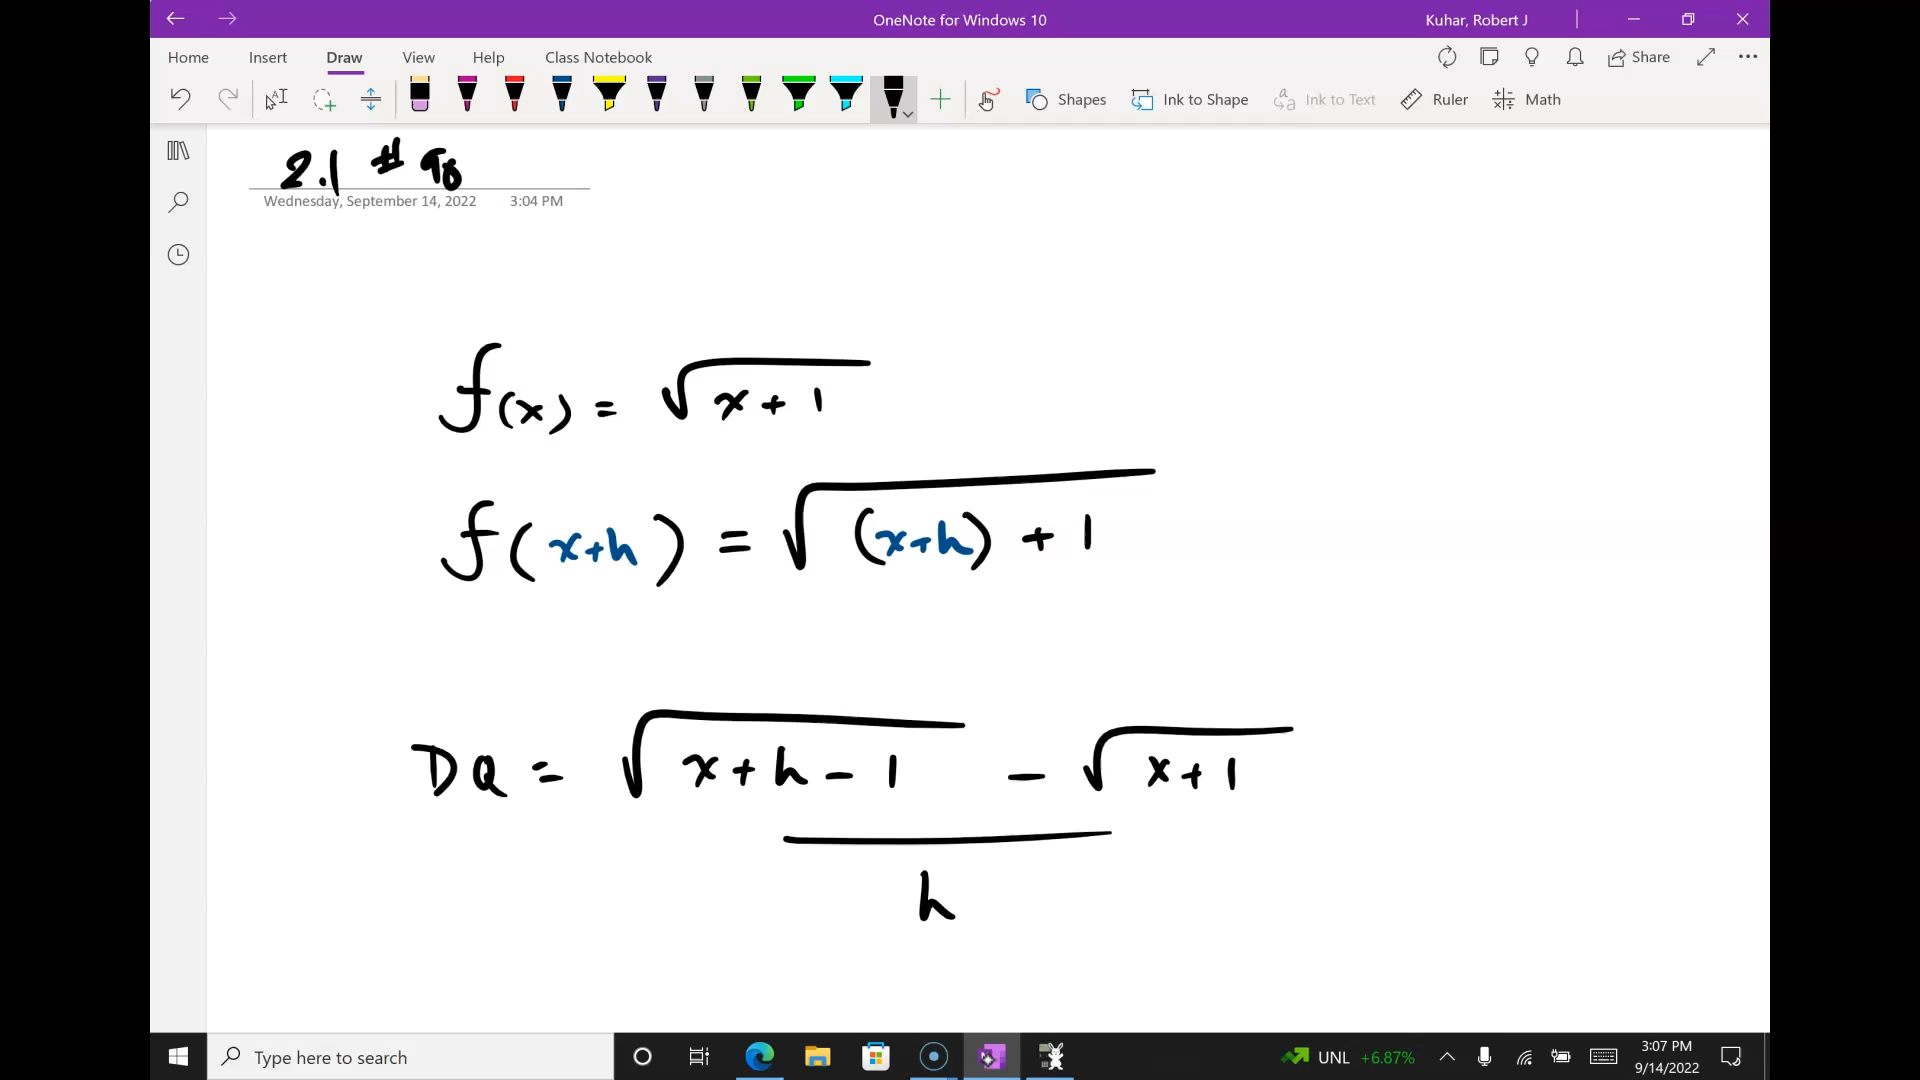 OneNote for Windows 10
Kuhar, Robert J
Home Insert Draw View Help Class Notebook
Share
Shapes Ink to Shape Ink to Text Ruler Math
2.1 # 98
Wednesday, September 14, 2022 3:04 PM
f(x) = √(x + 1)
f(x+h) = √((x+h) + 1)
DQ = (√(x + h - 1) - √(x + 1)) / h
Type here to search
UNL +6.87%
3:07 PM
9/14/2022